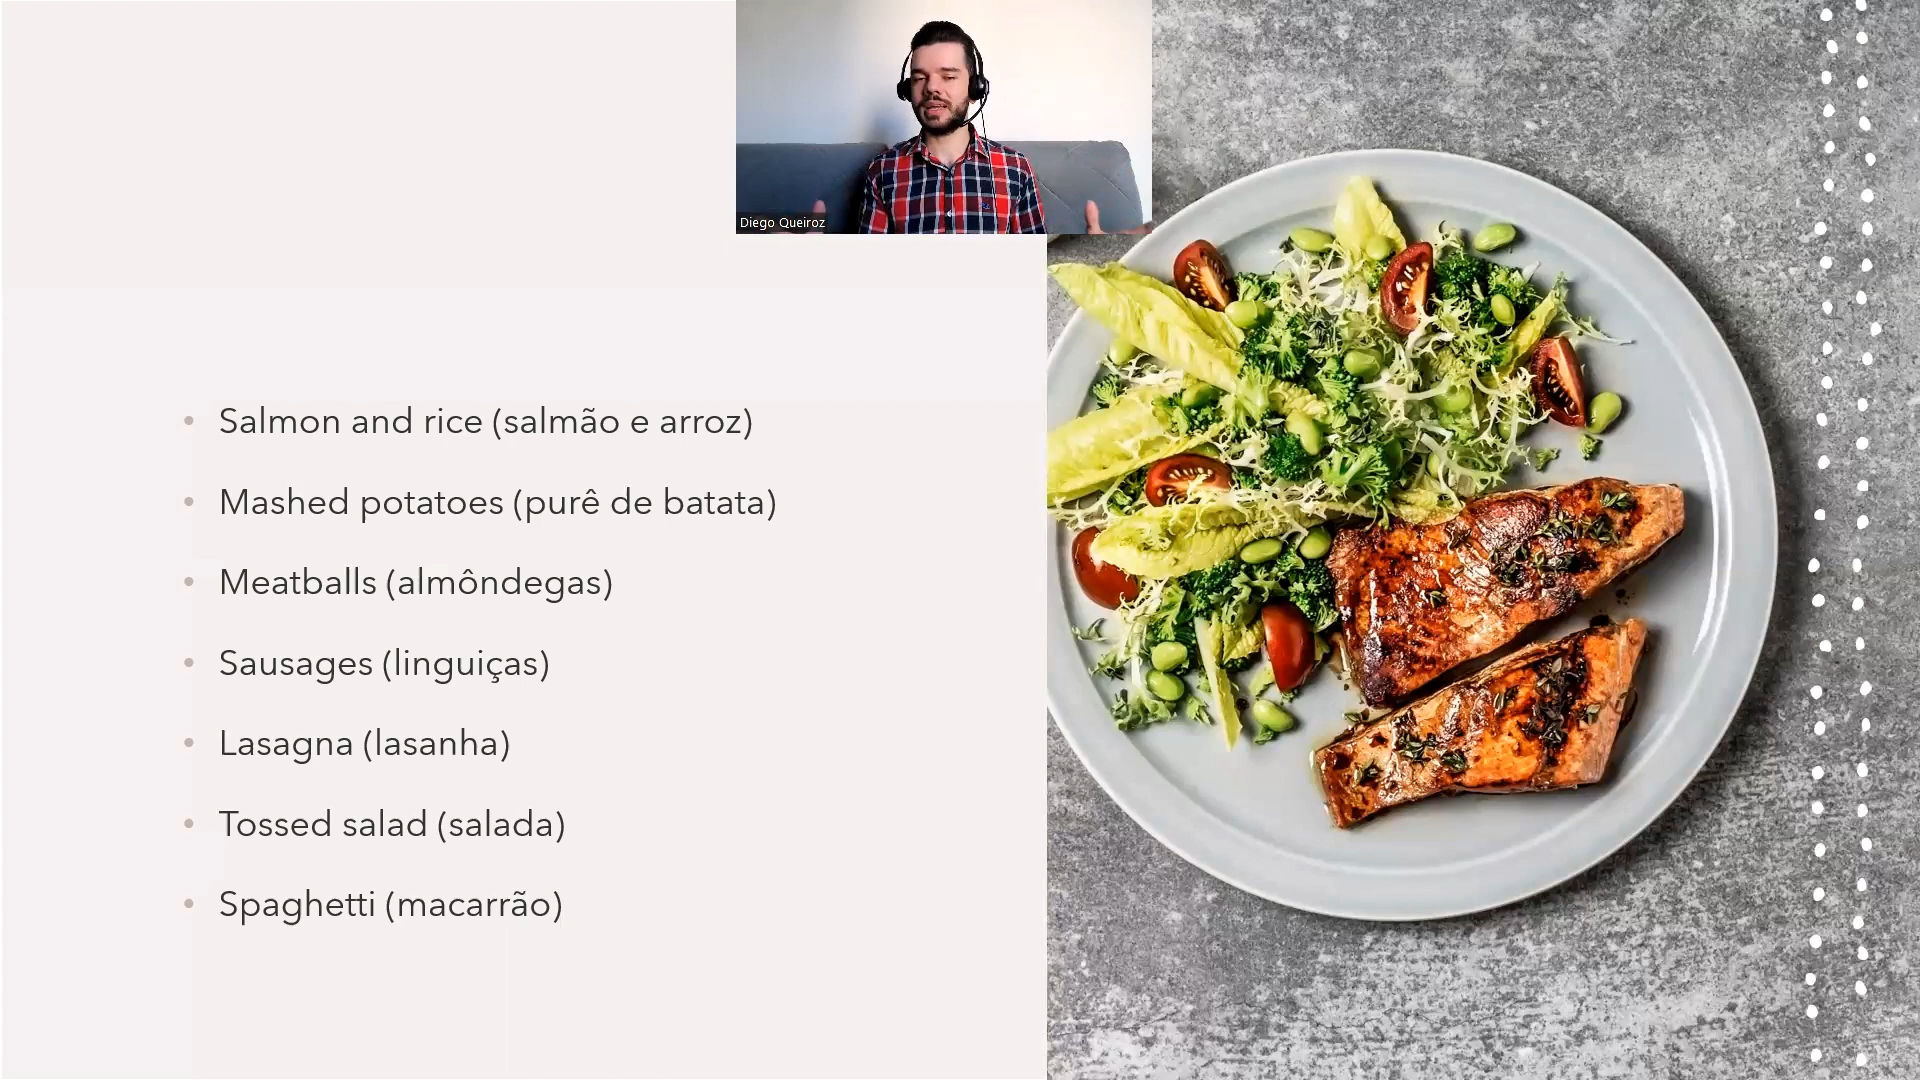 Diego Queiroz
• Salmon and rice (salmão e arroz)
• Mashed potatoes (purê de batata)
• Meatballs (almôndegas)
• Sausages (linguiças)
• Lasagna (lasanha)
• Tossed salad (salada)
• Spaghetti (macarrão)